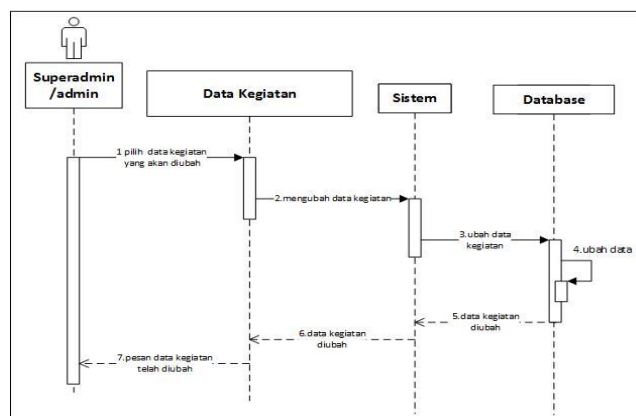 Superadmin
/admin
Data Kegiatan
Sistem
Database
1 pilih data kegiatan
yang akan diubah
2.mengubah data kegiatan
3.ubah data
kegiatan
4.ubah data
5.data kegiatan
diubah
6.data kegiatan
diubah
7.pesan data kegiatan
telah diubah